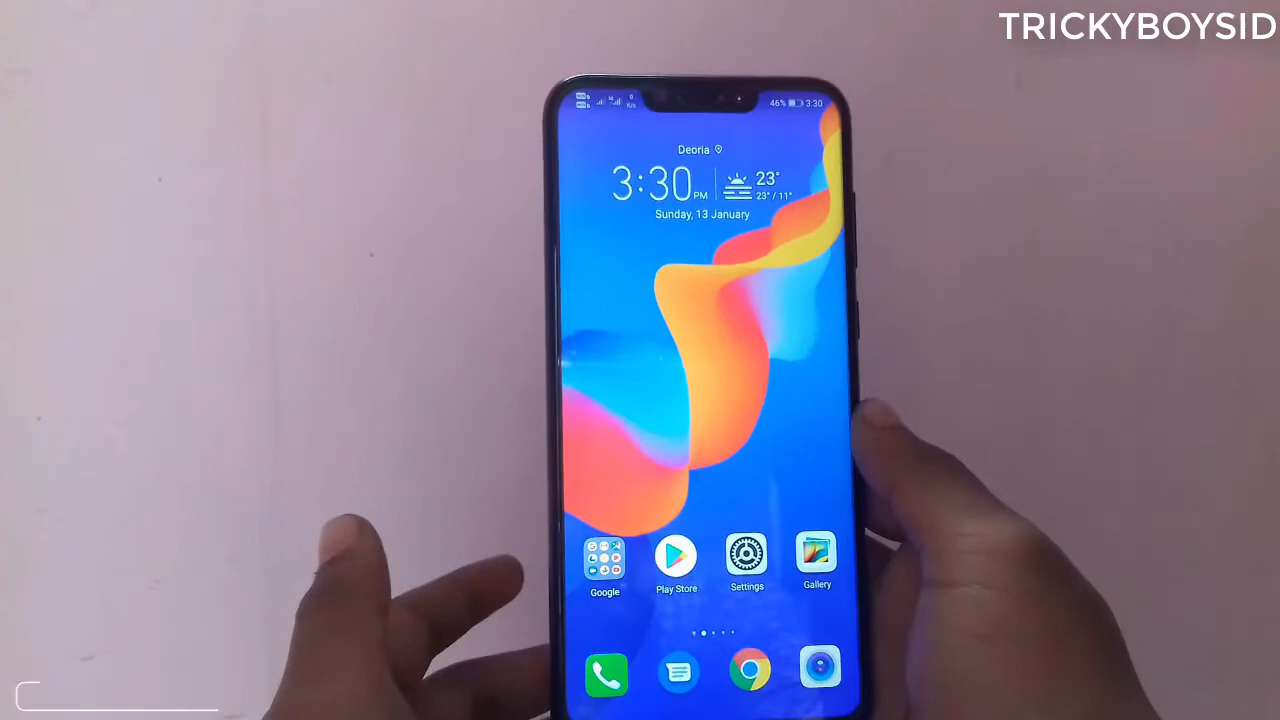 TRICKYBOYSID
46% 3:30
0
K/s
Deoria
3:30 PM
23°
23° / 11°
Sunday, 13 January
Google
Play Store
Settings
Gallery